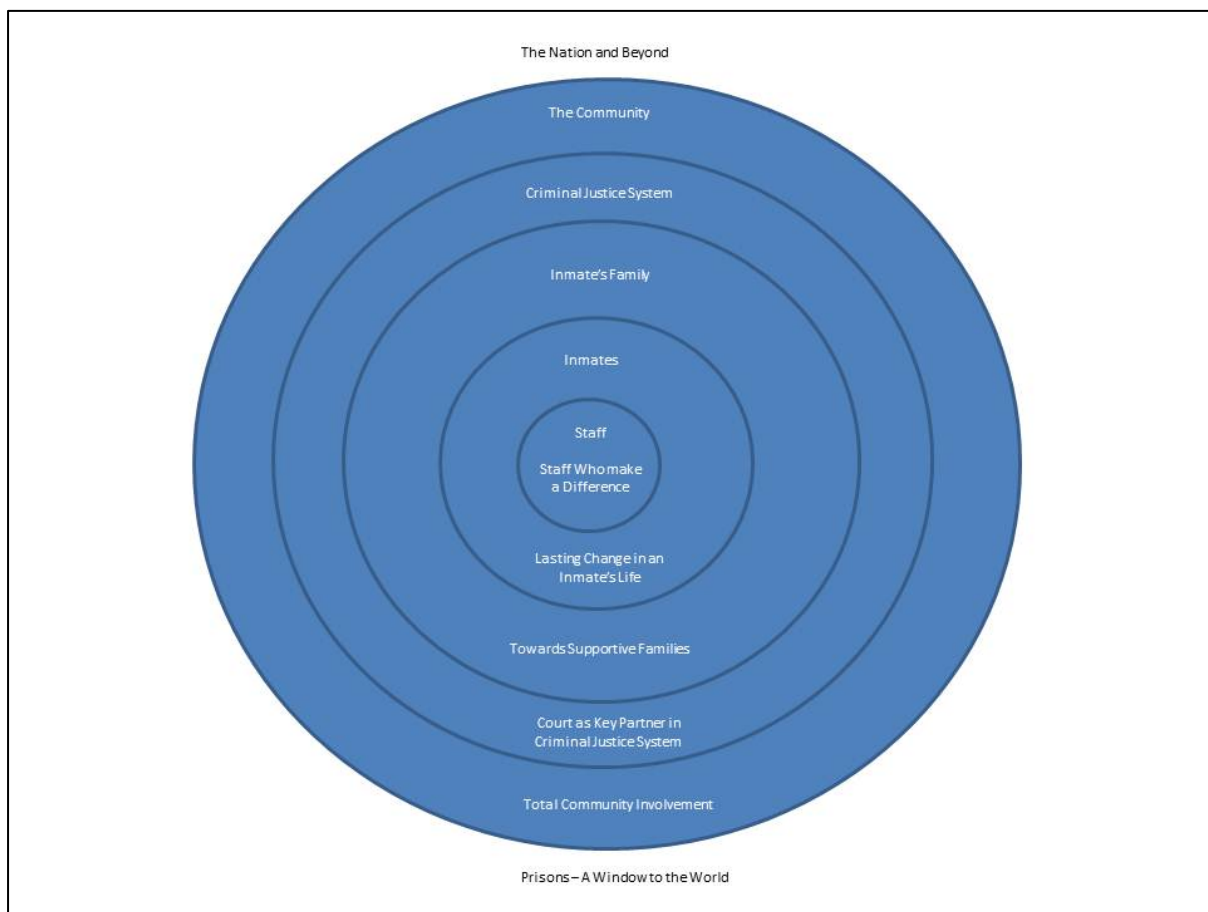 The Nation and Beyond
The Community
Criminal Justice System
Inmate's Family
Inmates
Staff
Staff Who make
a Difference
Lasting Change in an
Inmate's Life
Towards Supportive Families
Court as Key Partner in
Criminal Justice System
Total Community Involvement
Prisons – A Window to the World